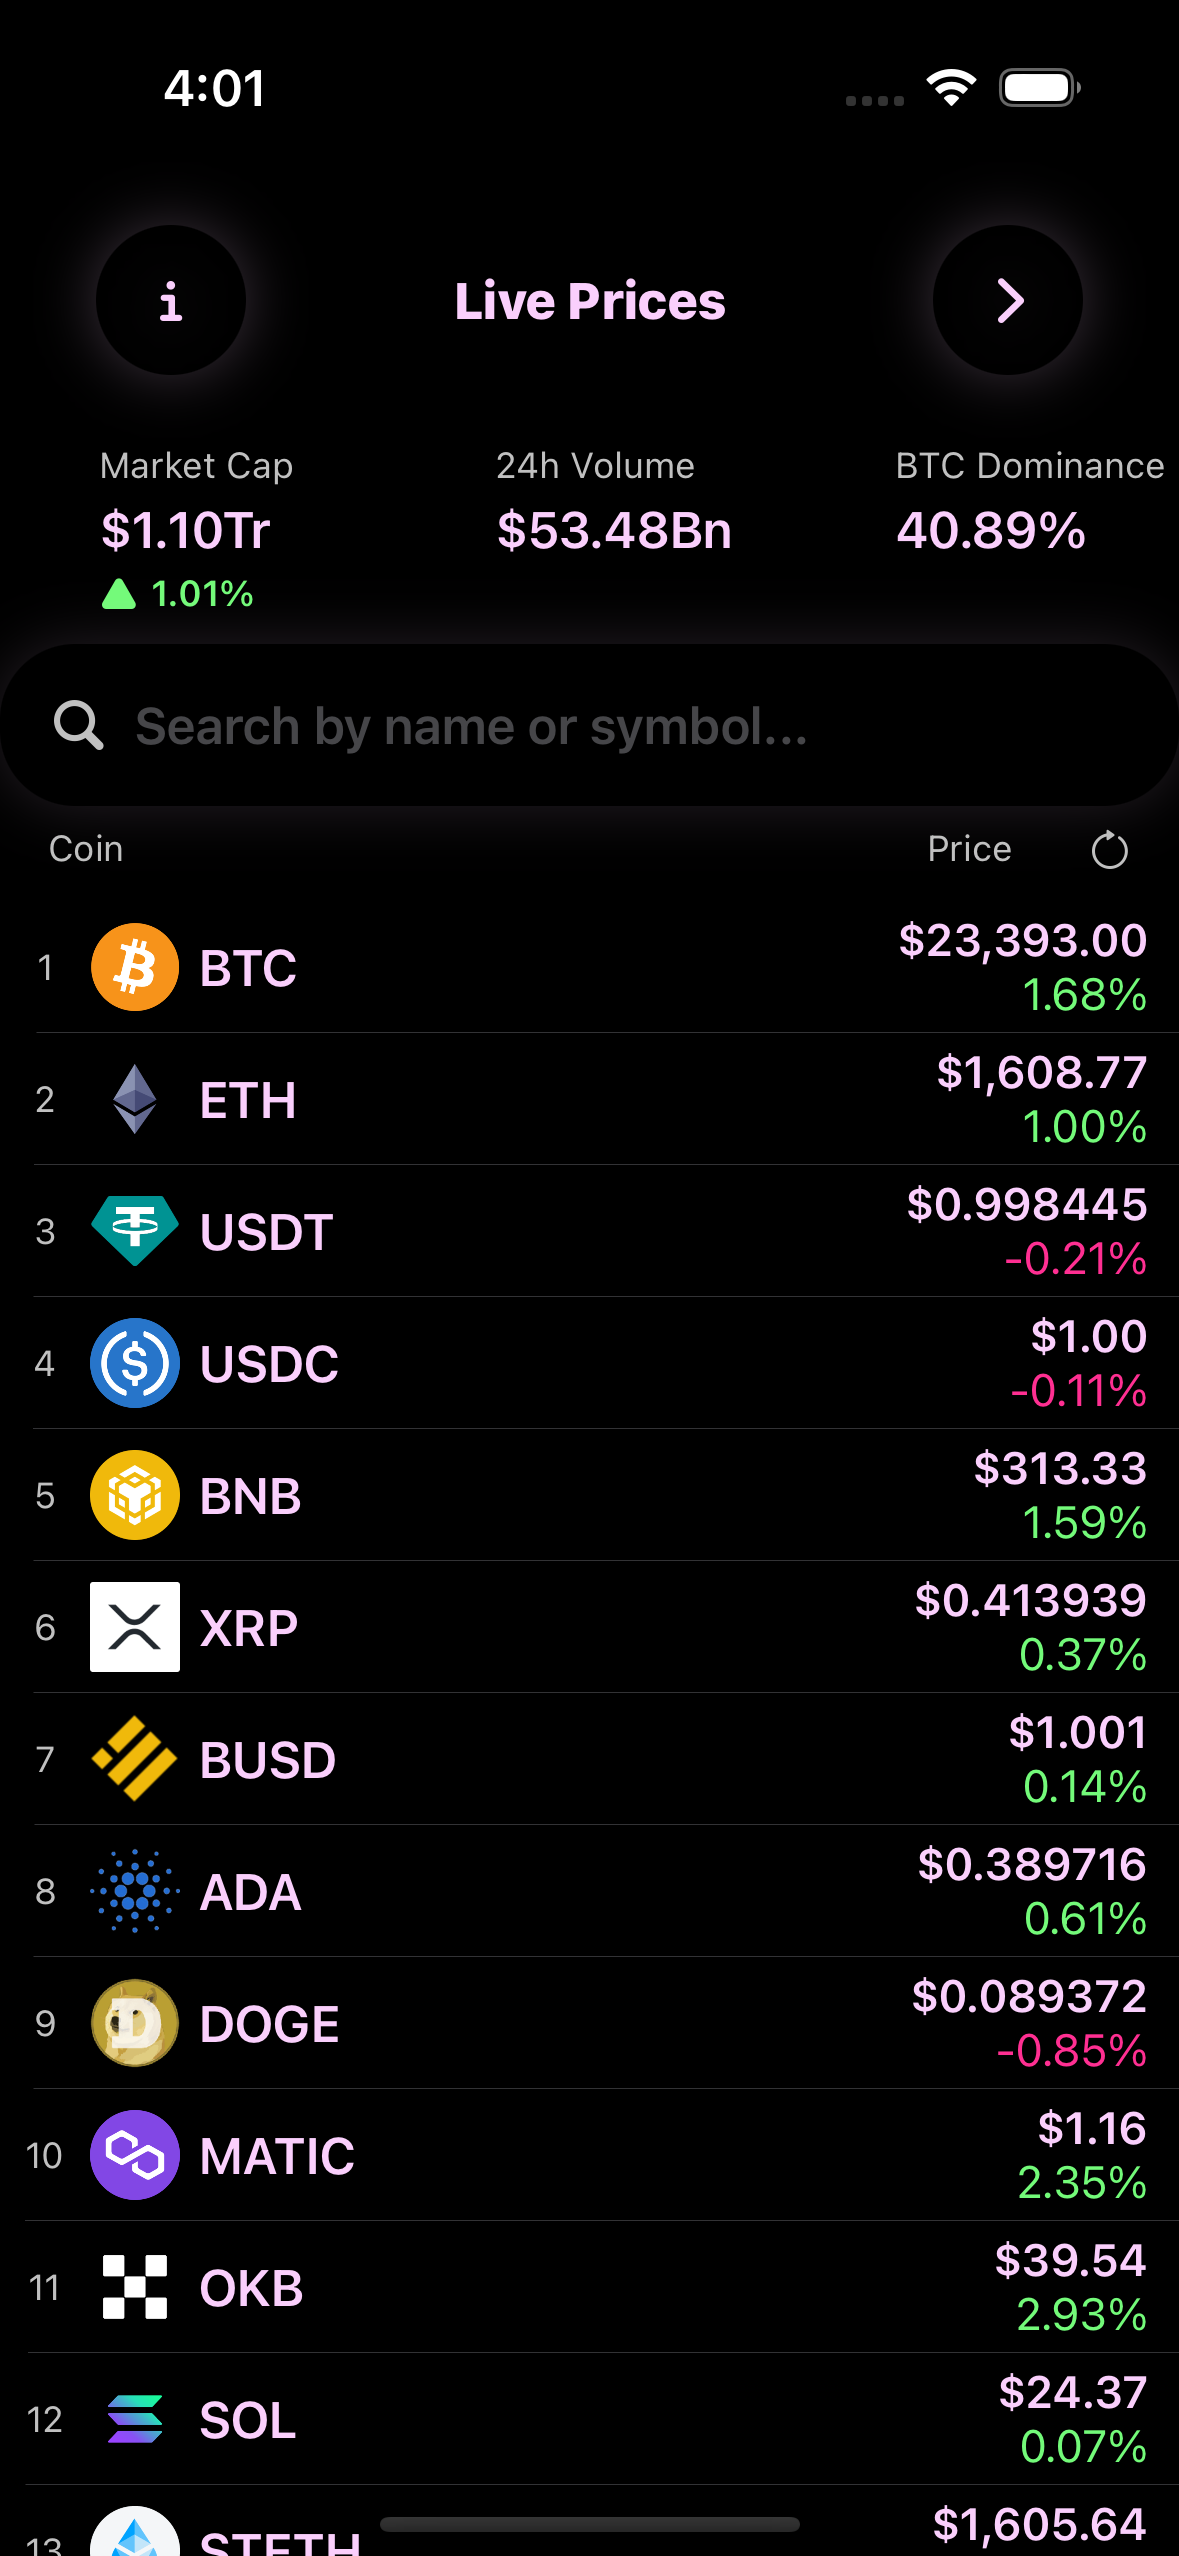 4:01
Live Prices
Market Cap 24h Volume BTC Dominance
$1.10Tr $53.48Bn 40.89%
1.01%
Search by name or symbol...
Coin Price
1 BTC $23,393.00
1.68%
2 ETH $1,608.77
1.00%
3 USDT $0.998445
-0.21%
4 USDC $1.00
-0.11%
5 BNB $313.33
1.59%
6 XRP $0.413939
0.37%
7 BUSD $1.001
0.14%
8 ADA $0.389716
0.61%
9 DOGE $0.089372
-0.85%
10 MATIC $1.16
2.35%
11 OKB $39.54
2.93%
12 SOL $24.37
0.07%
13 STETH $1,605.64